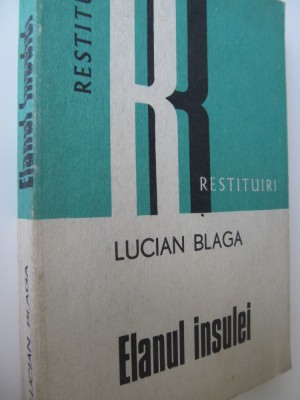 RESTITU
RESTITUIRI
LUCIAN BLAGA
Elanul insulei
Elanul insulei
LUCIAN BLAGA